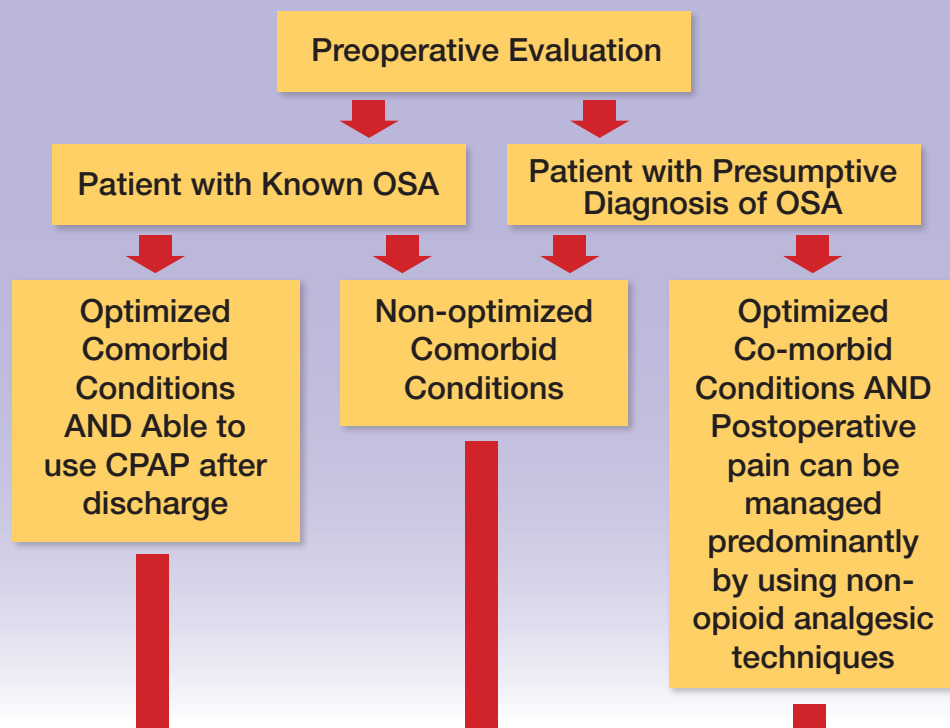 Preoperative Evaluation
Patient with Known OSA
Patient with Presumptive
Diagnosis of OSA
Optimized
Comorbid
Conditions
AND Able to
use CPAP after
discharge
Non-optimized
Comorbid
Conditions
Optimized
Co-morbid
Conditions AND
Postoperative
pain can be
managed
predominantly
by using non-
opioid analgesic
techniques